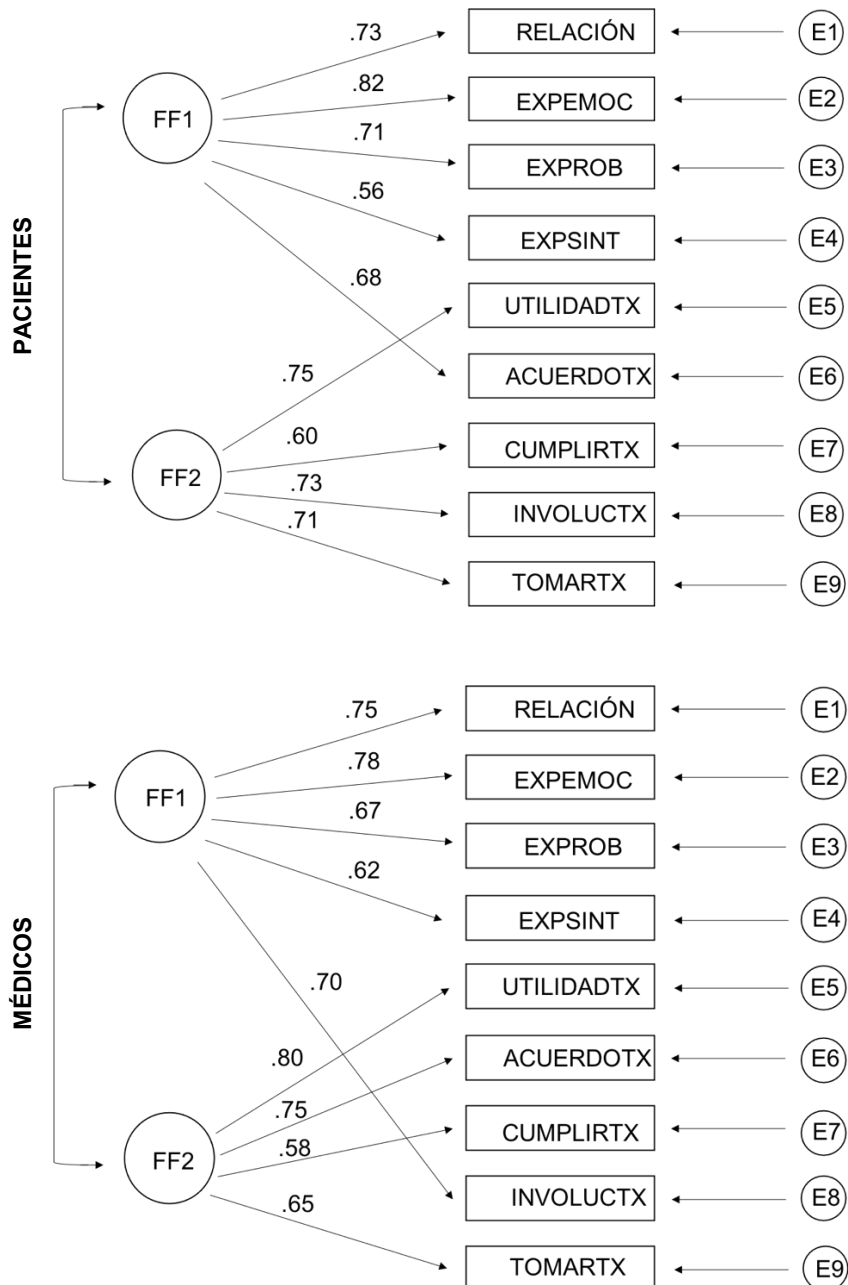 PACIENTES
FF1
.73
RELACIÓN
E1
.82
EXPEMOC
E2
.71
EXPROB
E3
.56
EXPSINT
E4
.68
UTILIDADTX
E5
.75
ACUERDOTX
E6
FF2
.60
CUMPLIRTX
E7
.73
INVOLUCTX
E8
.71
TOMARTX
E9
MÉDICOS
FF1
.75
RELACIÓN
E1
.78
EXPEMOC
E2
.67
EXPROB
E3
.62
EXPSINT
E4
.70
UTILIDADTX
E5
.80
ACUERDOTX
E6
FF2
.75
.58
CUMPLIRTX
E7
.65
INVOLUCTX
E8
TOMARTX
E9